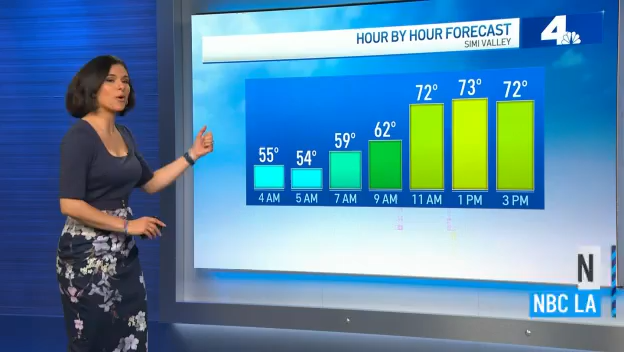 HOUR BY HOUR FORECAST
SIMI VALLEY
4
55° 54° 59° 62° 72° 73° 72°
4 AM 5 AM 7 AM 9 AM 11 AM 1 PM 3 PM
N
NBC LA